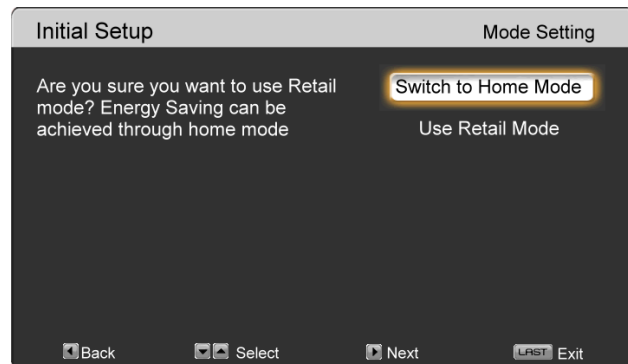 Initial Setup
Mode Setting
Are you sure you want to use Retail
mode? Energy Saving can be
achieved through home mode
Switch to Home Mode
Use Retail Mode
Back
Select
Next
LAST Exit